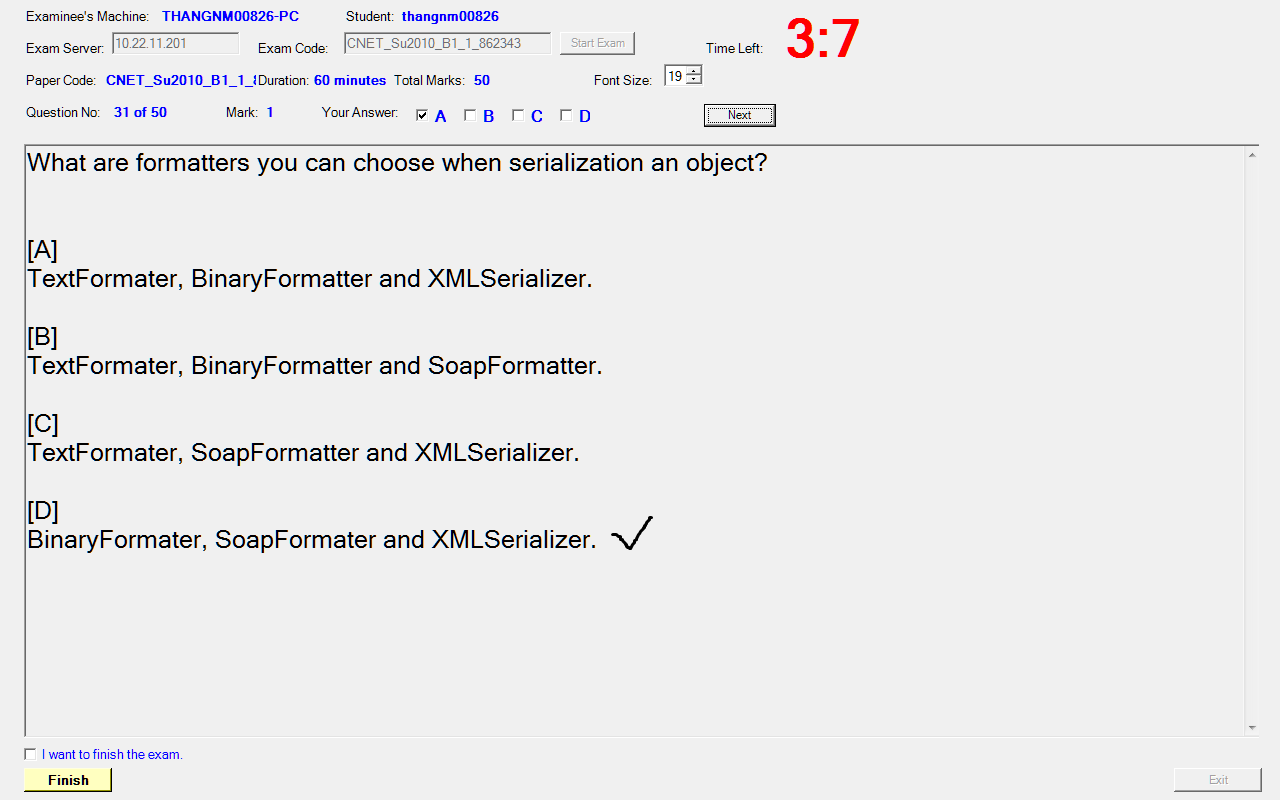 Examinee's Machine: THANGNM00826-PC Student: thangnm00826
Exam Server: 10.22.11.201 Exam Code: CNET_Su2010_B1_1_862343 Start Exam Time Left: 3:7
Paper Code: CNET_Su2010_B1_1_ Duration: 60 minutes Total Marks: 50 Font Size: 19
Question No: 31 of 50 Mark: 1 Your Answer: A B C D Next
What are formatters you can choose when serialization an object?
[A]
TextFormater, BinaryFormatter and XMLSerializer.
[B]
TextFormater, BinaryFormatter and SoapFormatter.
[C]
TextFormater, SoapFormatter and XMLSerializer.
[D]
BinaryFormater, SoapFormater and XMLSerializer.
I want to finish the exam.
Finish Exit